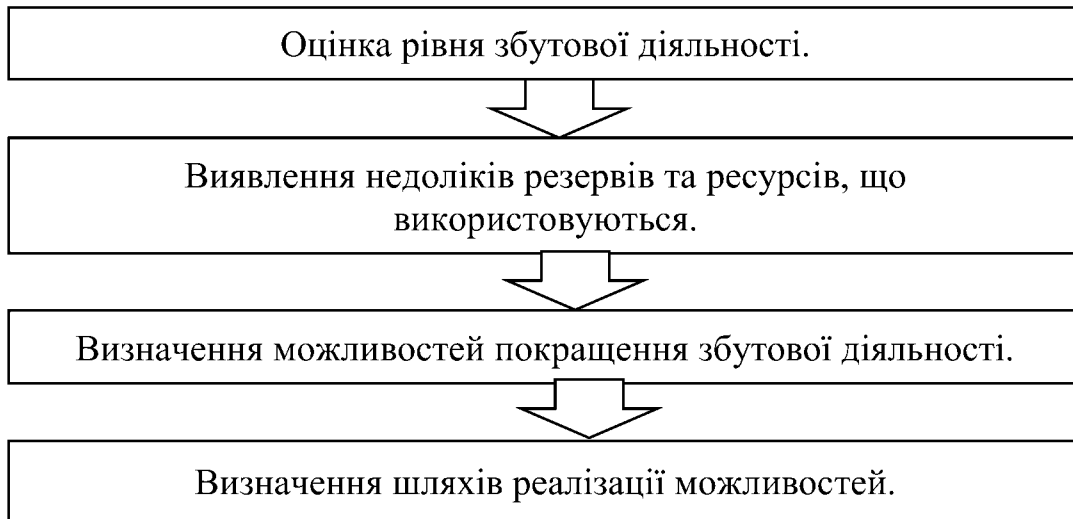 Оцінка рівня збутової діяльності.
Виявлення недоліків резервів та ресурсів, що
використовуються.
Визначення можливостей покращення збутової діяльності.
Визначення шляхів реалізації можливостей.